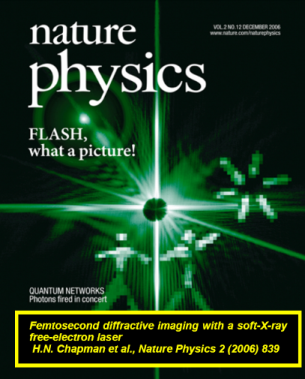 nature
VOL.2 NO.12 DECEMBER 2006
www.nature.com/naturephysics
physics
FLASH,
what a picture!
QUANTUM NETWORKS
Photons fired in concert
Femtosecond diffractive imaging with a soft-X-ray
free-electron laser
H.N. Chapman et al., Nature Physics 2 (2006) 839